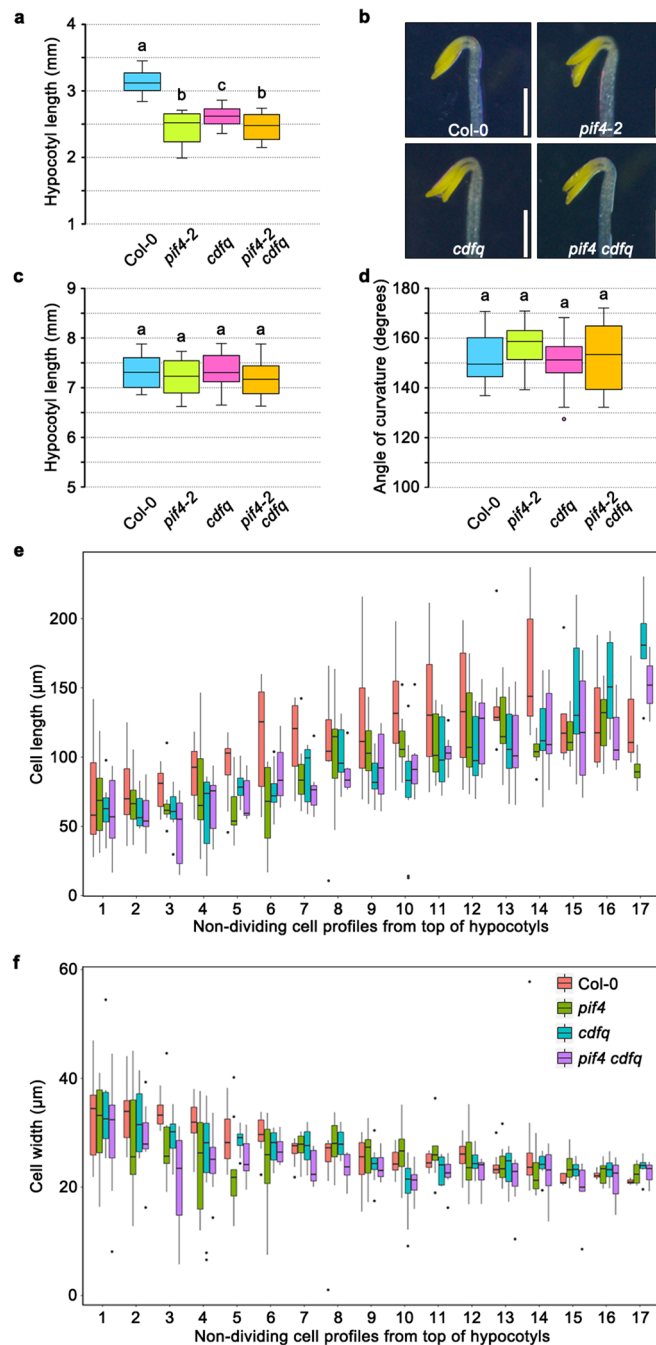 a
Hypocotyl length (mm)
4
3
2
1
a
b
c
b
Col-0
pif4-2
cdfq
pif4-2
cdfq
b
Col-0
pif4-2
cdfq
pif4 cdfq
c
Hypocotyl length (mm)
9
8
7
6
5
a
a
a
a
Col-0
pif4-2
cdfq
pif4-2
cdfq
d
Angle of curvature (degrees)
180
160
140
120
100
a
a
a
a
Col-0
pif4-2
cdfq
pif4-2
cdfq
e
Cell length (µm)
200
150
100
50
0
1 2 3 4 5 6 7 8 9 10 11 12 13 14 15 16 17
Non-dividing cell profiles from top of hypocotyls
f
Cell width (µm)
60
40
20
0
Col-0
pif4
cdfq
pif4 cdfq
1 2 3 4 5 6 7 8 9 10 11 12 13 14 15 16 17
Non-dividing cell profiles from top of hypocotyls